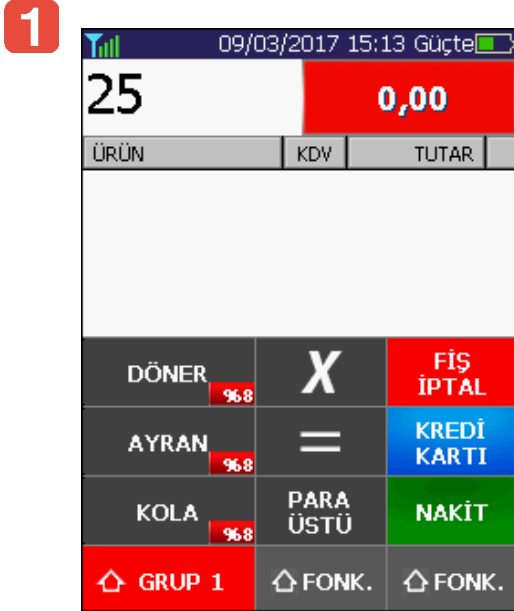 1
09/03/2017 15:13 Güçte
25
0,00
ÜRÜN KDV TUTAR
DÖNER %8
X
FİŞ
İPTAL
AYRAN %8
=
KREDİ
KARTI
KOLA %8
PARA
ÜSTÜ
NAKİT
GRUP 1
FONK.
FONK.